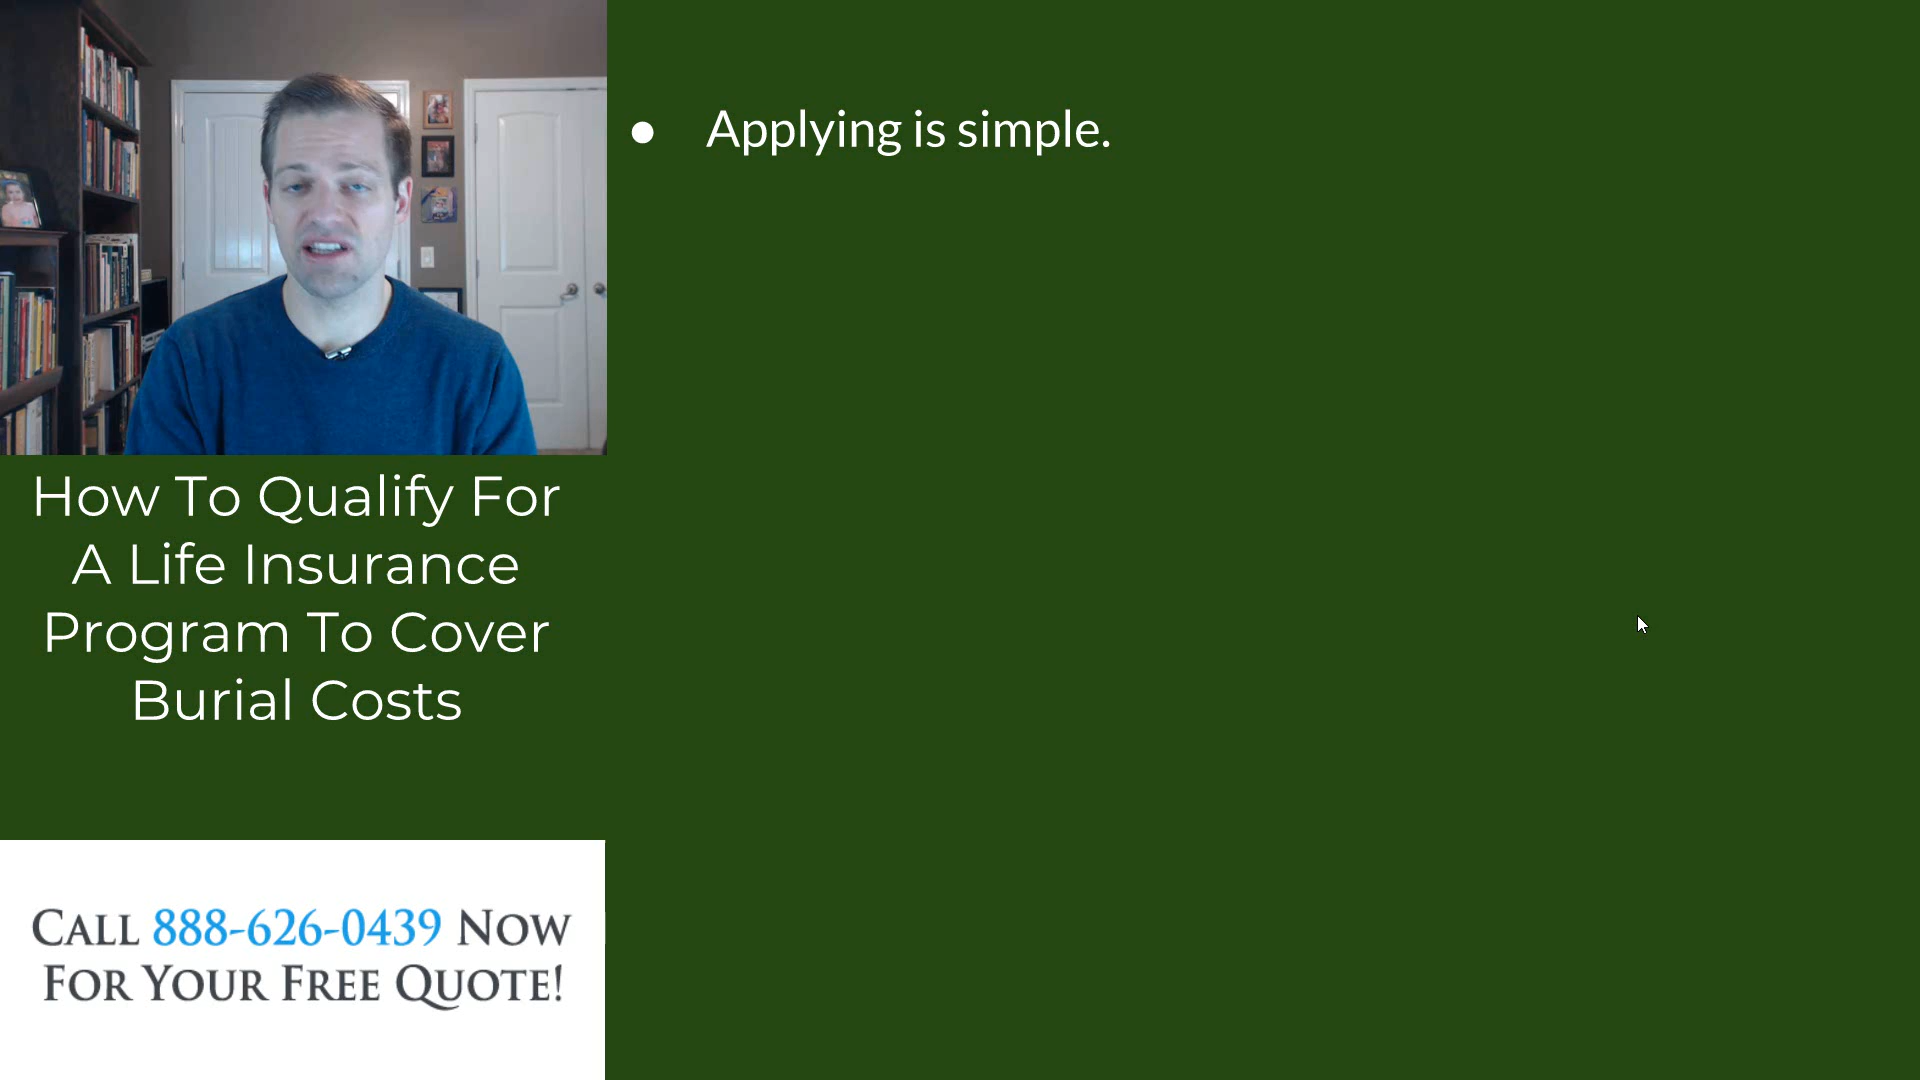 ● Applying is simple.
How To Qualify For
A Life Insurance
Program To Cover
Burial Costs
CALL 888-626-0439 NOW
FOR YOUR FREE QUOTE!